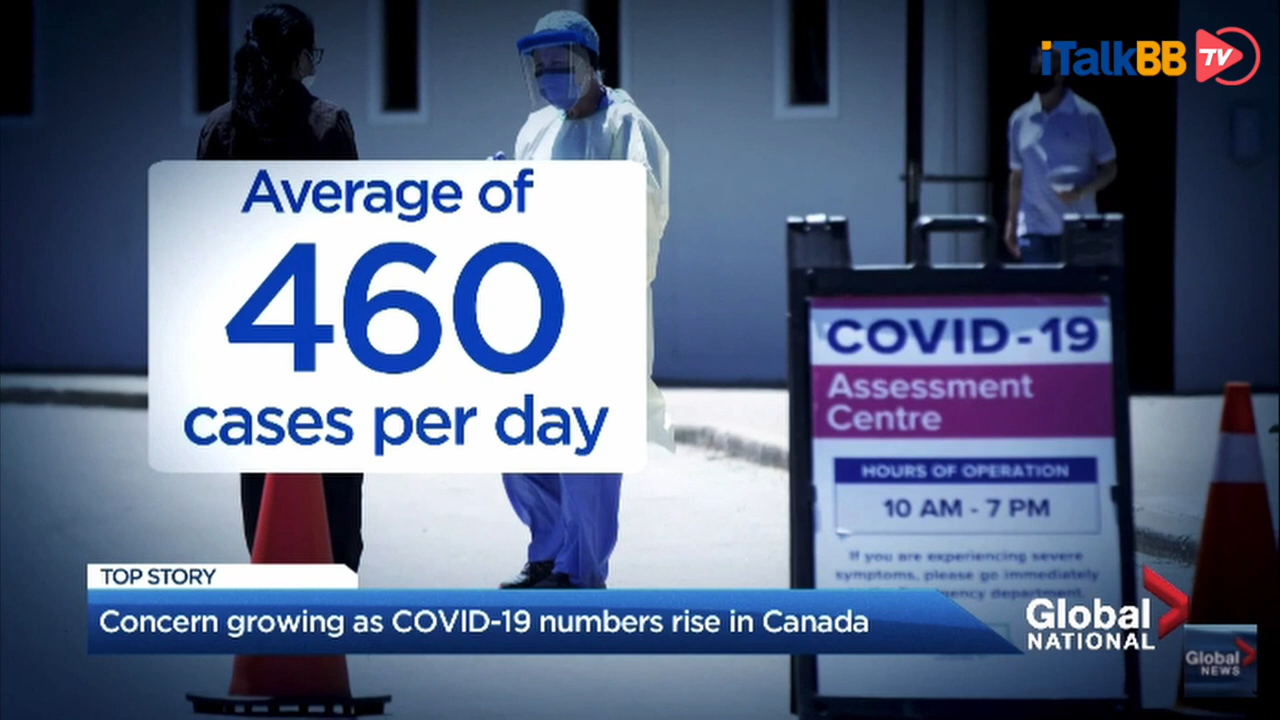 iTalkBB TV
Average of
460
cases per day
COVID-19
Assessment
Centre
HOURS OF OPERATION
10 AM - 7 PM
If you are experiencing severe
symptoms, please go immediately
department.
TOP STORY
Concern growing as COVID-19 numbers rise in Canada
Global
NATIONAL
Global
NEWS